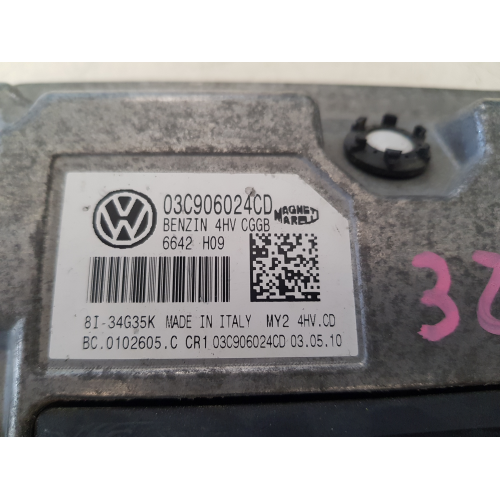 03C906024CD
MAGNETI MARELLI
BENZIN 4HV CGGB
6642 H09
8I-34G35K MADE IN ITALY MY2 4HV.CD
BC.0102605.C CR1 03C906024CD 03.05.10